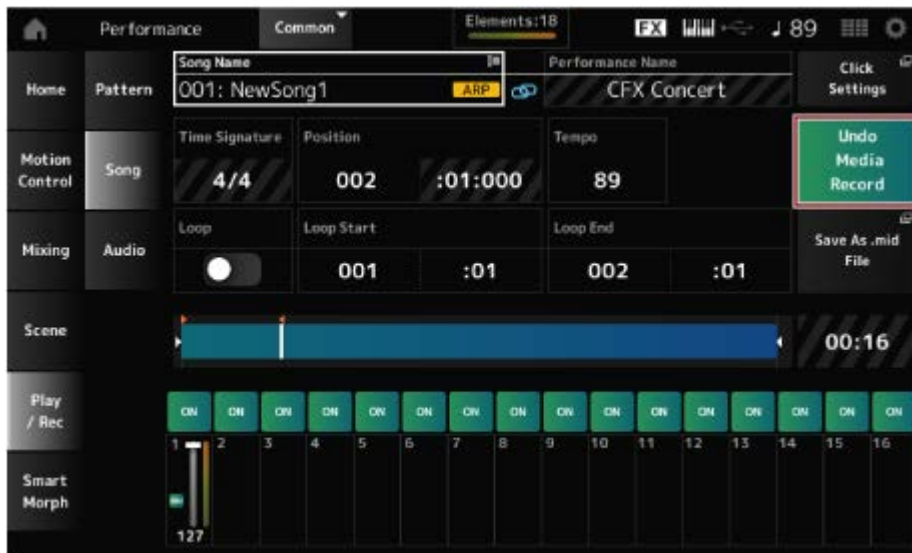 Performance
Common
Elements:18
FX
89
Home
Pattern
Song Name
001: NewSong1
ARP
Performance Name
CFX Concert
Click
Settings
Motion
Control
Song
Time Signature
4/4
Position
002
:01:000
Tempo
89
Undo
Media
Record
Mixing
Audio
Loop
Loop Start
001
:01
Loop End
002
:01
Save As .mid
File
Scene
00:16
Play
/ Rec
ON ON ON ON ON ON ON ON ON ON ON ON ON ON ON ON
1 2 3 4 5 6 7 8 9 10 11 12 13 14 15 16
Smart
Morph
127